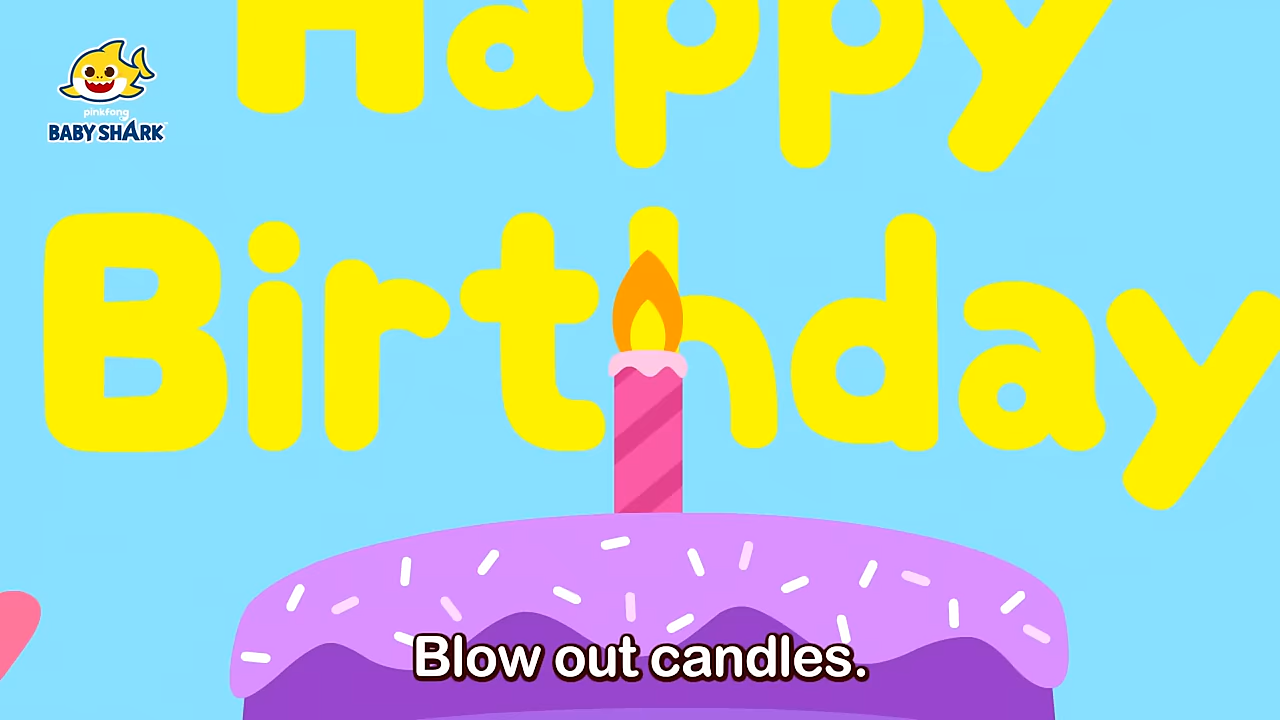 Happy
pinkfong
BABY SHARK
Birthday
Blow out candles.